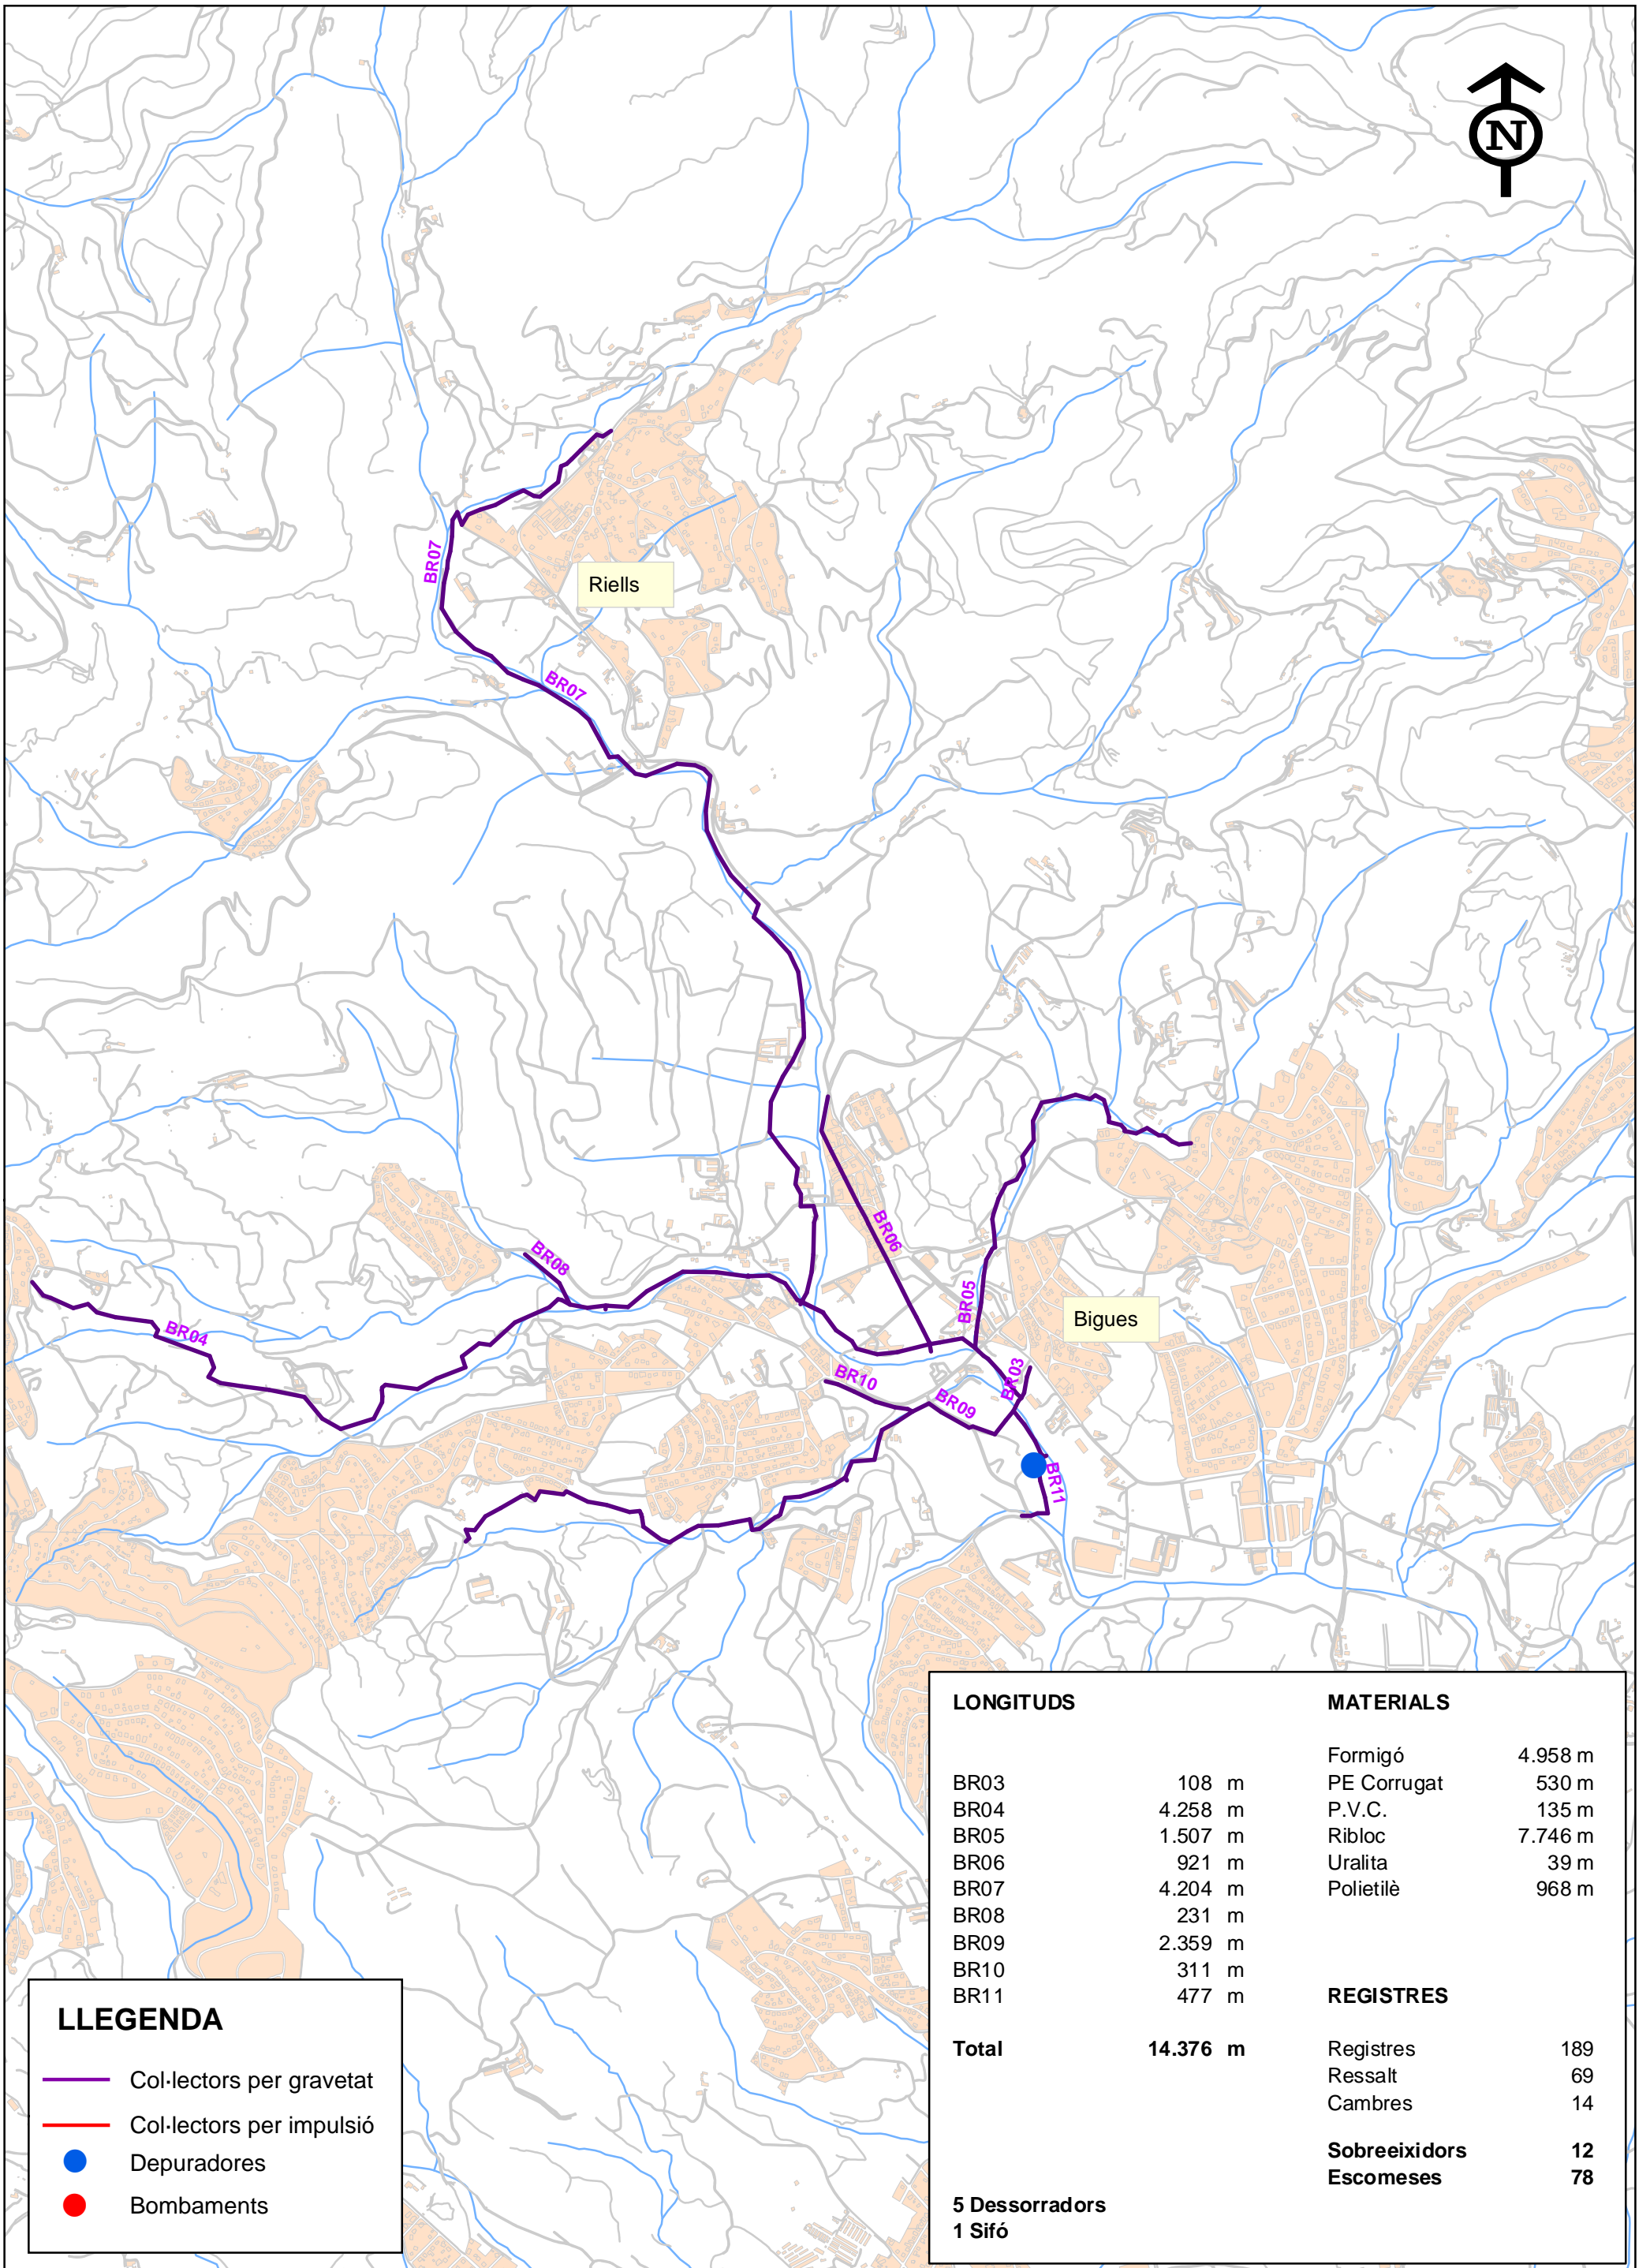 N
BR07
Riells
BR07
BR06
BR08
BR05
Bigues
BR04
BR03
BR10
BR09
BR11
LONGITUDS
BR03 108 m
BR04 4.258 m
BR05 1.507 m
BR06 921 m
BR07 4.204 m
BR08 231 m
BR09 2.359 m
BR10 311 m
BR11 477 m
Total 14.376 m
5 Dessorradors
1 Sifó
MATERIALS
Formigó 4.958 m
PE Corrugat 530 m
P.V.C. 135 m
Ribloc 7.746 m
Uralita 39 m
Polietilè 968 m
REGISTRES
Registres 189
Ressalt 69
Cambres 14
Sobreeixidors 12
Escomeses 78
LLEGENDA
Col·lectors per gravetat
Col·lectors per impulsió
Depuradores
Bombaments